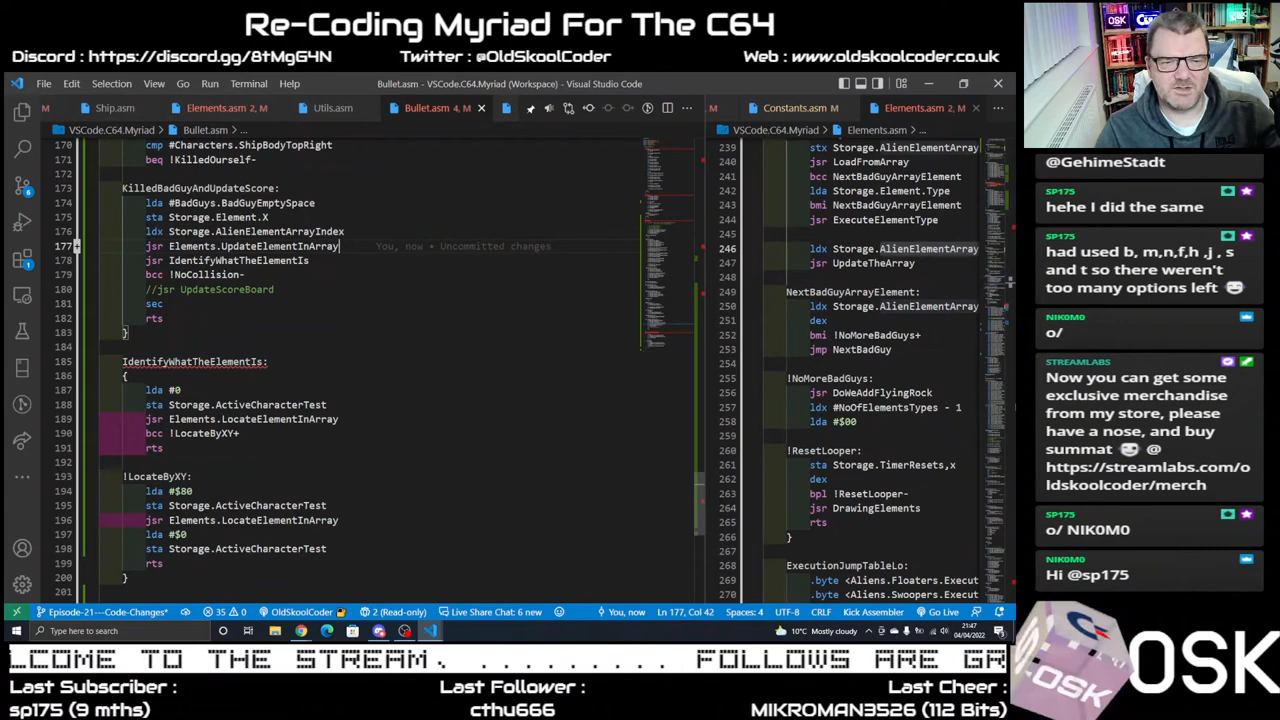 Re-Coding Myriad For The C64
Discord : https://discord.gg/8tMgG4N
Twitter : @OldSkoolCoder
Web : www.oldskoolcoder.co.uk
File Edit Selection View Go Run Terminal Help
Bullet.asm - VSCode.C64.Myriad (Workspace) - Visual Studio Code
M Ship.asm Elements.asm 2, M Utils.asm Bullet.asm 4, M
M Constants.asm M Elements.asm 2, M
VSCode.C64.Myriad > Bullet.asm > ...
170 cmp #Characters.ShipBodyTopRight
171 beq !KilledOurself-
172
173 KilledBadGuyAndUpdateScore:
174 lda #BadGuys.BadGuyEmptySpace
175 sta Storage.Element.X
176 ldx Storage.AlienElementArrayIndex
177 jsr Elements.UpdateElementInArray You, now • Uncommitted changes
178 jsr IdentifyWhatTheElementIs
179 bcc !NoCollision-
180 //jsr UpdateScoreBoard
181 sec
182 rts
183 }
184
185 IdentifyWhatTheElementIs:
186 {
187 lda #0
188 sta Storage.ActiveCharacterTest
189 jsr Elements.LocateElementInArray
190 bcc !LocateByXY+
191 rts
192
193 !LocateByXY:
194 lda #$80
195 sta Storage.ActiveCharacterTest
196 jsr Elements.LocateElementInArray
197 lda #$0
198 sta Storage.ActiveCharacterTest
199 rts
200 }
201
VSCode.C64.Myriad > Elements.asm > ...
239 stx Storage.AlienElementArray
240 jsr LoadFromArray
241 bcc NextBadGuyArrayElement
242 lda Storage.Element.Type
243 bmi NextBadGuyArrayElement
244 jsr ExecuteElementType
245
246 ldx Storage.AlienElementArray
247 jsr UpdateTheArray
248
249 NextBadGuyArrayElement:
250 ldx Storage.AlienElementArray
251 dex
252 bmi !NoMoreBadGuys+
253 jmp NextBadGuy
254
255 !NoMoreBadGuys:
256 jsr DoWeAddFlyingRock
257 ldx #NoOfElementsTypes - 1
258 lda #$00
259
260 !ResetLooper:
261 sta Storage.TimerResets,x
262 dex
263 bpl !ResetLooper-
264 jsr DrawingElements
265 rts
266 }
267
268 ExecutionJumpTableLo:
269 .byte <Aliens.Floaters.Execut
270 .byte <Aliens.Swoopers.Execut
@GehimeStadt
SP175
hehe I did the same
SP175
had used b, m,n,f,h ,j , s and t so there weren't too many options left
NIK0M0
o/
STREAMLABS
Now you can get some exclusive merchandise from my store, please have a nose, and buy summat @ https://streamlabs.com/oldskoolcoder/merch
SP175
o/ NIK0M0
NIK0M0
Hi @sp175
Episode-21---Code-Changes* 35 0 OldSkoolCoder 2 (Read-only) Live Share Chat: 6 new You, now Ln 177, Col 42 Spaces: 4 UTF-8 CRLF Kick Assembler Go Live
Type here to search
10°C Mostly cloudy
21:47
04/04/2022
LCOME TO THE STREAM. ......... FOLLOWS ARE GR
OSK
Last Subscriber :
sp175 (9 mths)
Last Follower :
cthu666
Last Cheer :
MIKROMAN3526 (112 Bits)